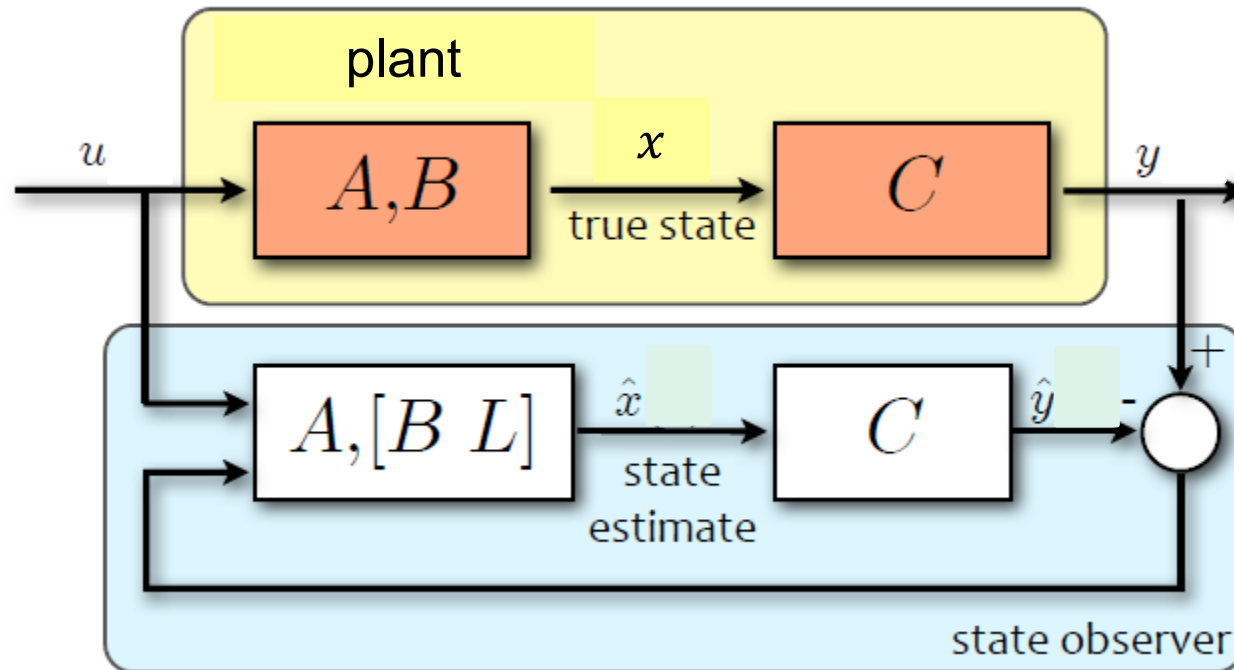 plant
u
A,B
x
true state
C
y
+
A,[B L]
x̂
state
estimate
C
ŷ
-
state observer